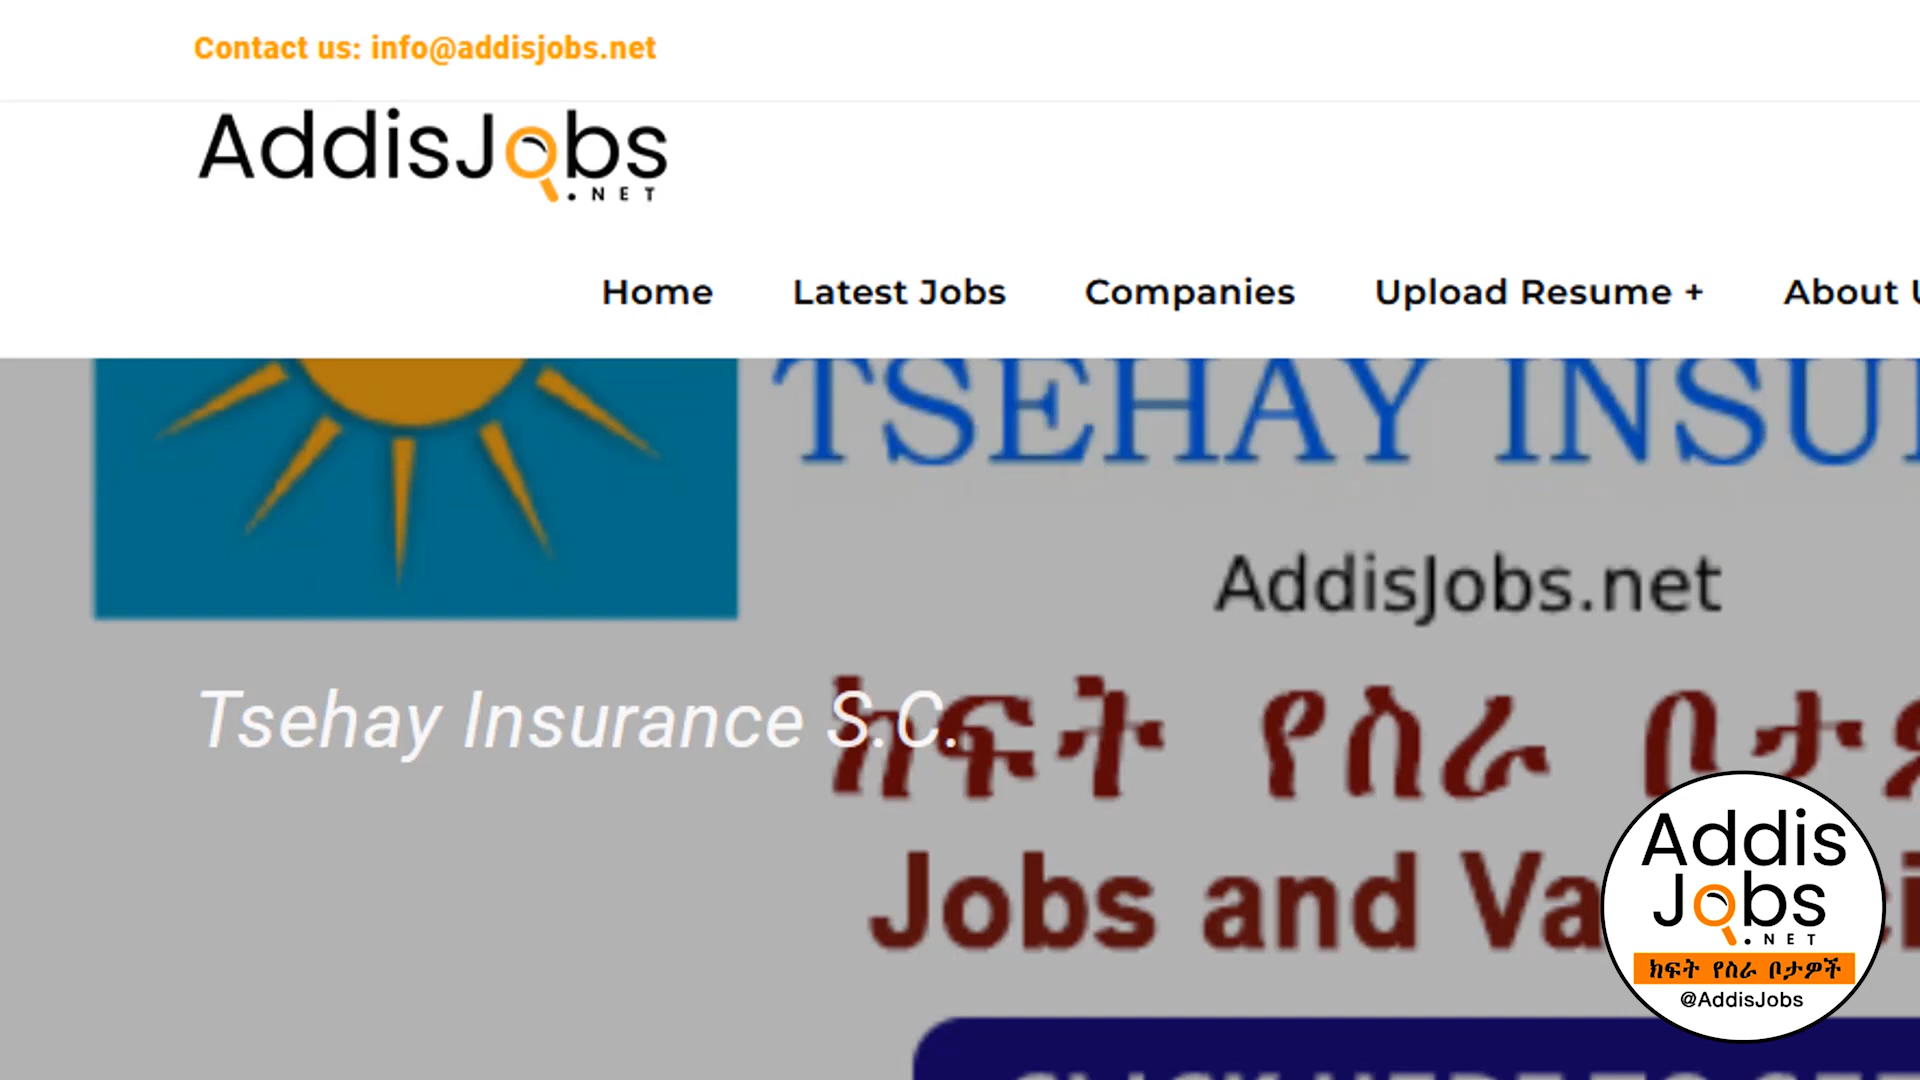 Contact us: info@addisjobs.net
AddisJobs
.NET
Home Latest Jobs Companies Upload Resume + About
TSEHAY
AddisJobs.net
Tsehay Insurance S.C.
ክፍት የስራ
Jobs and
Addis
Jobs
.NET
ክፍት የስራ ቦታዎች
@AddisJobs